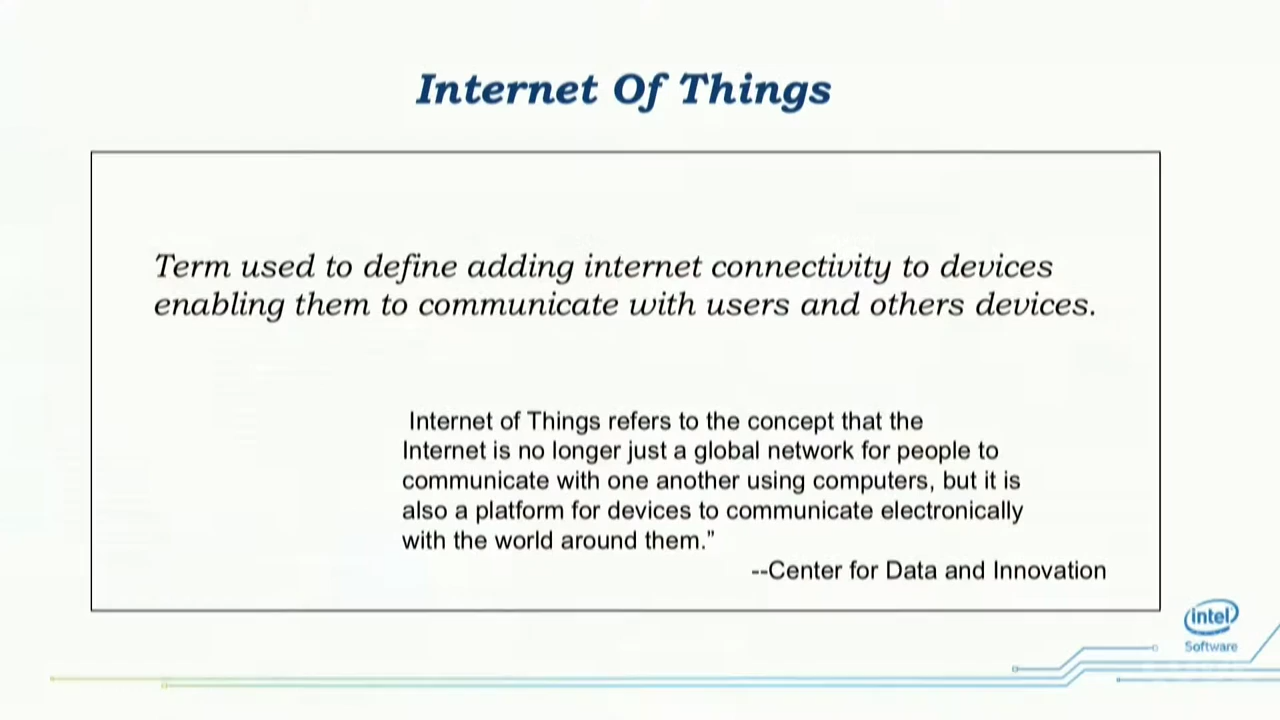 Internet Of Things
Term used to define adding internet connectivity to devices
enabling them to communicate with users and others devices.
Internet of Things refers to the concept that the
Internet is no longer just a global network for people to
communicate with one another using computers, but it is
also a platform for devices to communicate electronically
with the world around them.”
--Center for Data and Innovation
intel
Software